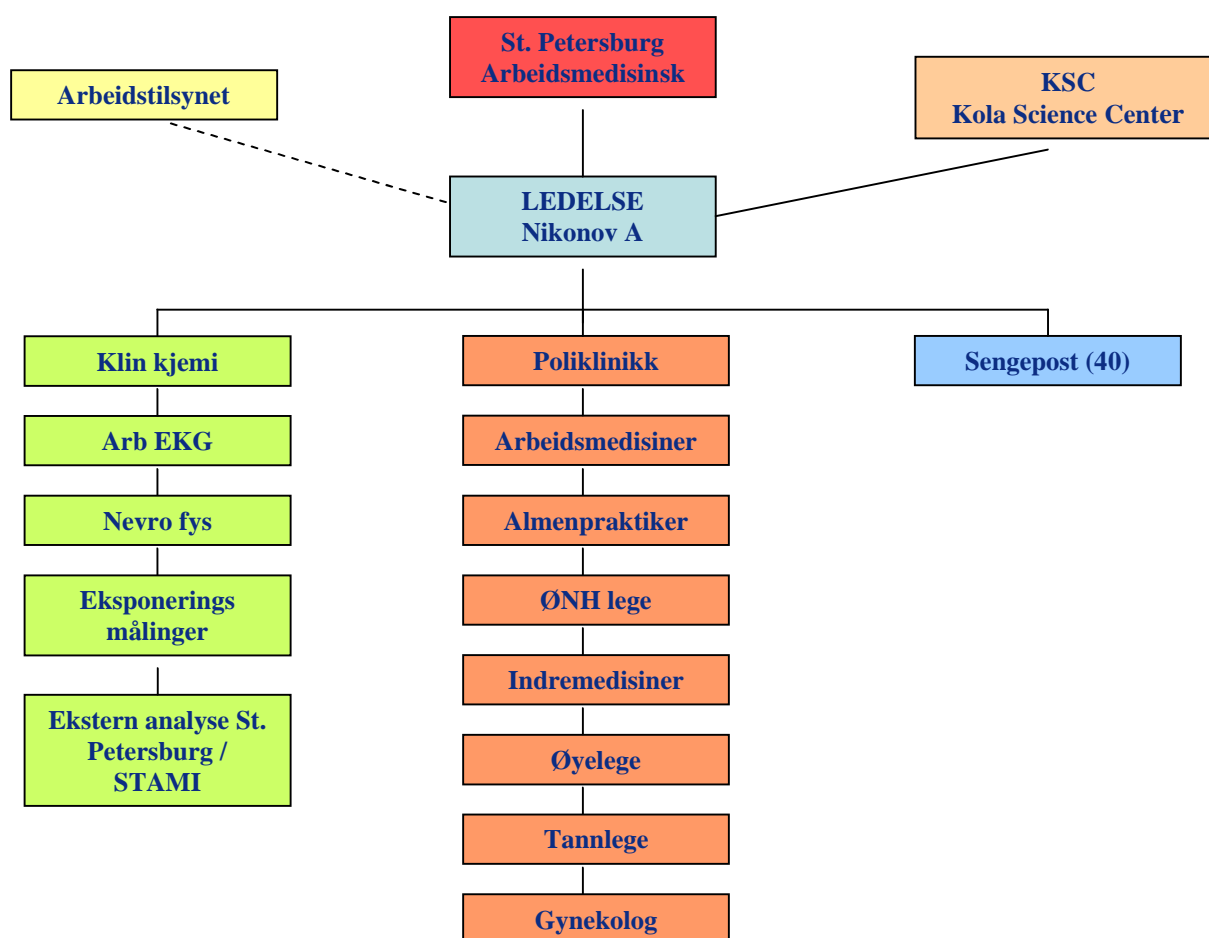 St. Petersburg
Arbeidsmedisinsk
Arbeidstilsynet
KSC
Kola Science Center
LEDELSE
Nikonov A
Klin kjemi
Poliklinikk
Sengepost (40)
Arb EKG
Arbeidsmedisiner
Nevro fys
Almenpraktiker
Eksponerings
målinger
ØNH lege
Indremedisiner
Ekstern analyse St.
Petersburg /
STAMI
Øyelege
Tannlege
Gynekolog